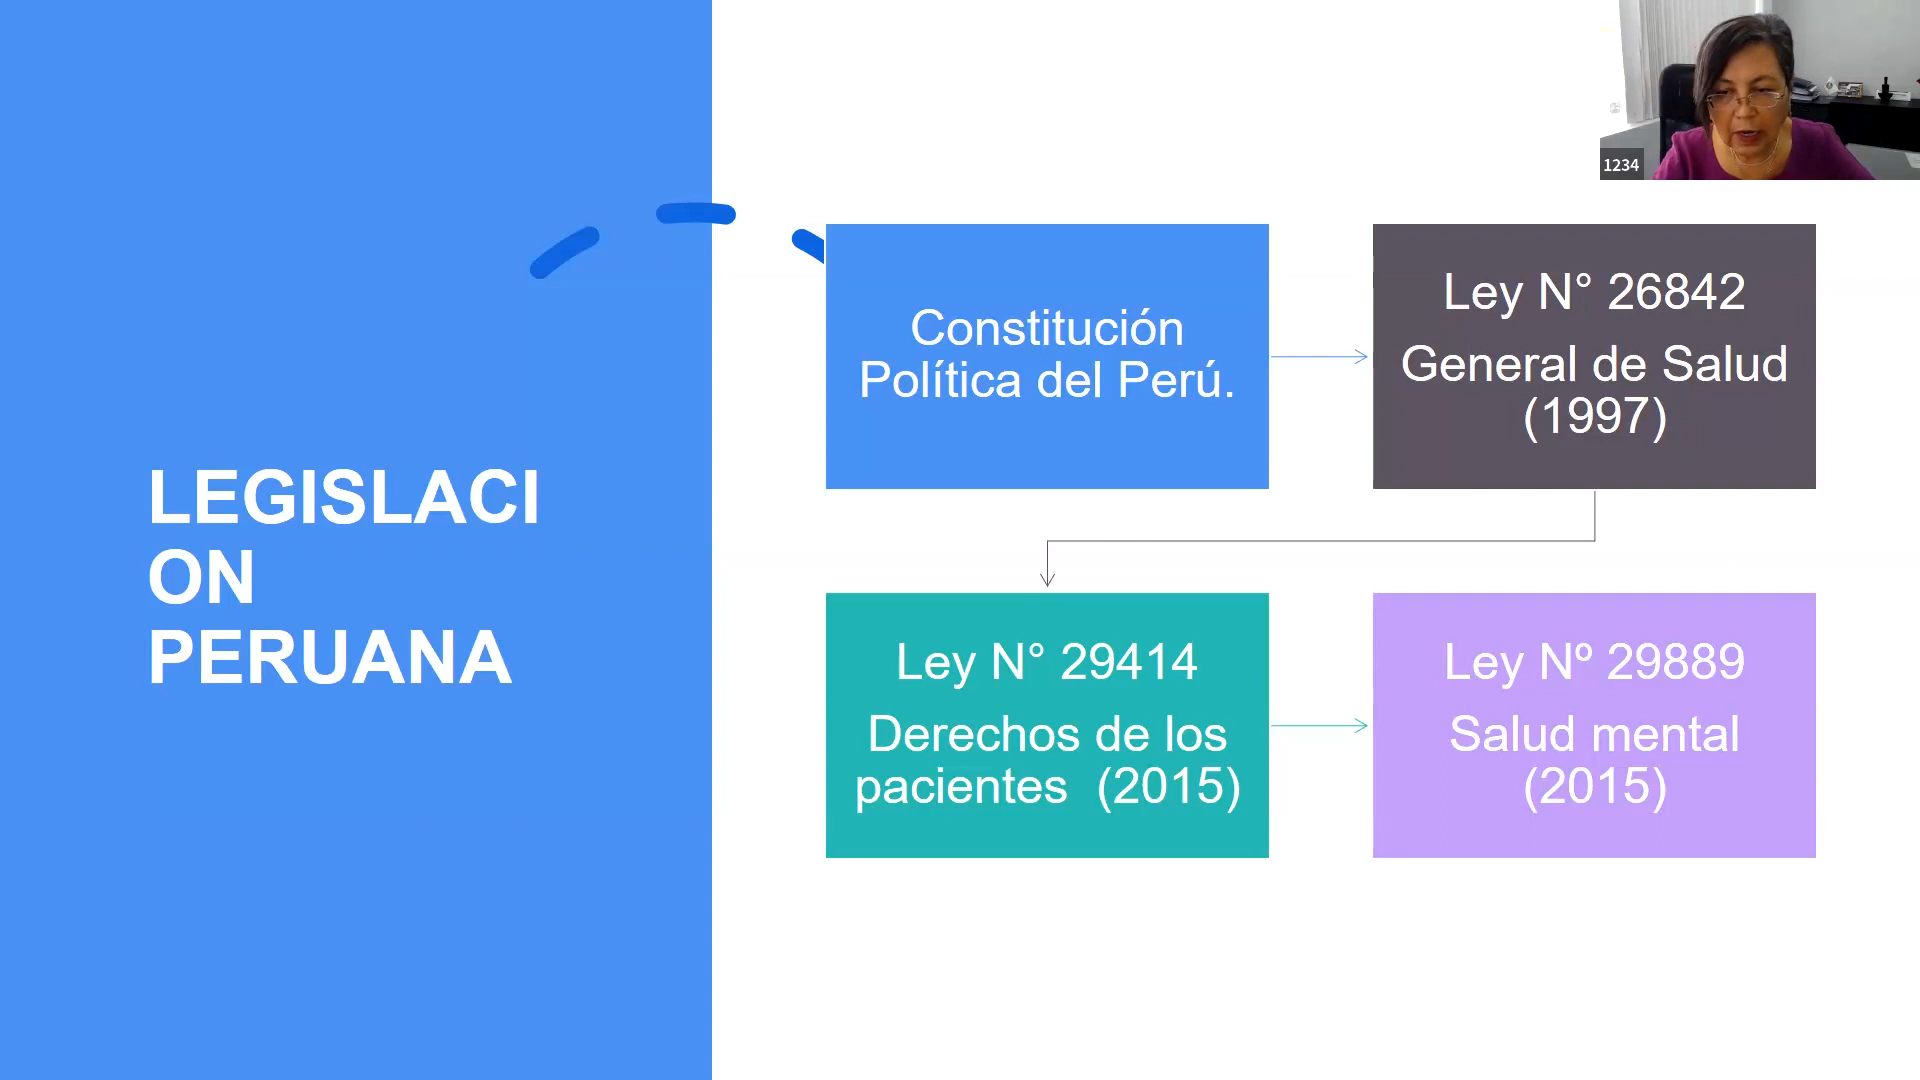 LEGISLACI
ON
PERUANA
Constitución
Política del Perú.
Ley N° 26842
General de Salud
(1997)
Ley N° 29414
Derechos de los
pacientes (2015)
Ley Nº 29889
Salud mental
(2015)
1234